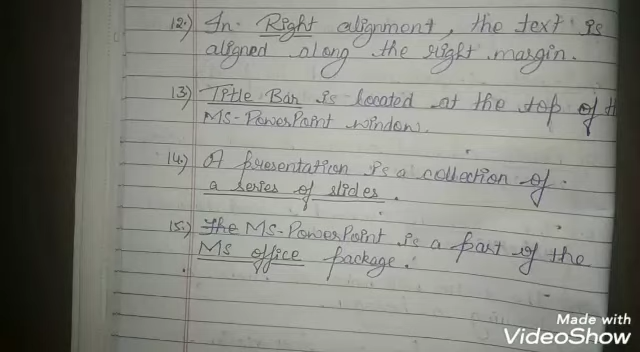 12.) In Right alignment, the text is
aligned along the right margin.
13.) Title Bar is located at the top of
MS-PowerPoint window.
14.) A presentation is a collection of
a series of slides.
15.) The MS-PowerPoint is a part of the
MS office package.
Made with
VideoShow